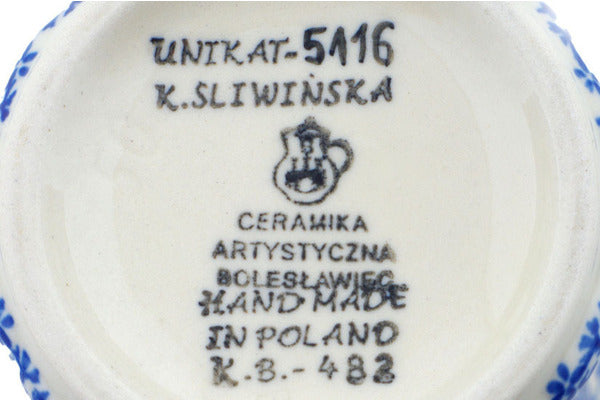 UNIKAT-5116
K.SLIWIŃSKA
CERAMIKA
ARTYSTYCZNA
BOLESŁAWIEC
HAND MADE
IN POLAND
K.B.-482